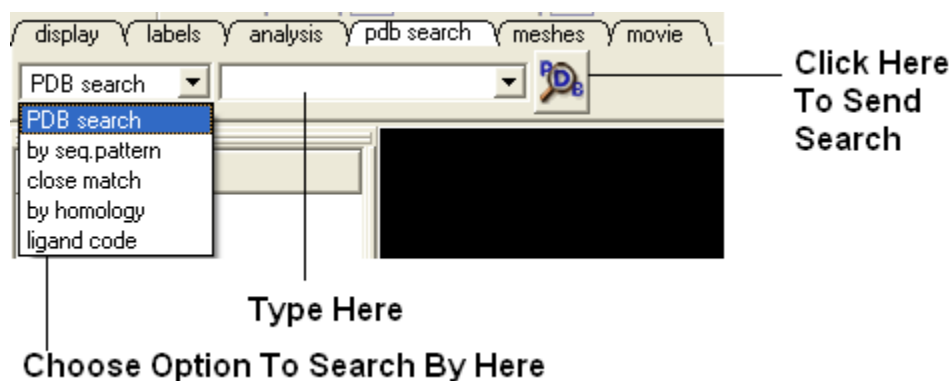 display labels analysis pdb search meshes movie
PDB search
PDB
PDB search
by seq.pattern
close match
by homology
ligand code
Click Here
To Send
Search
Type Here
Choose Option To Search By Here